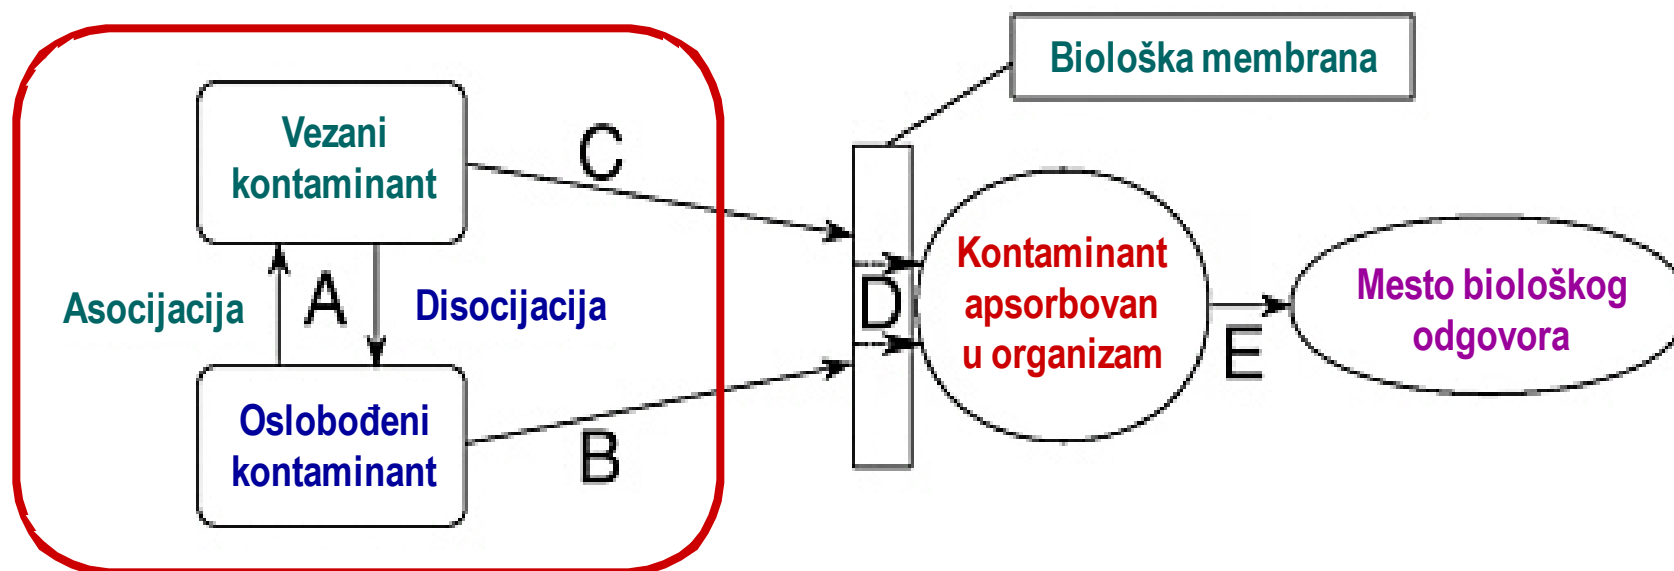 Biološka membrana
Vezani
kontaminant
C
Asocijacija
A
Disocijacija
D
Kontaminant
apsorbovan
u organizam
E
Mesto biološkog
odgovora
Oslobođeni
kontaminant
B